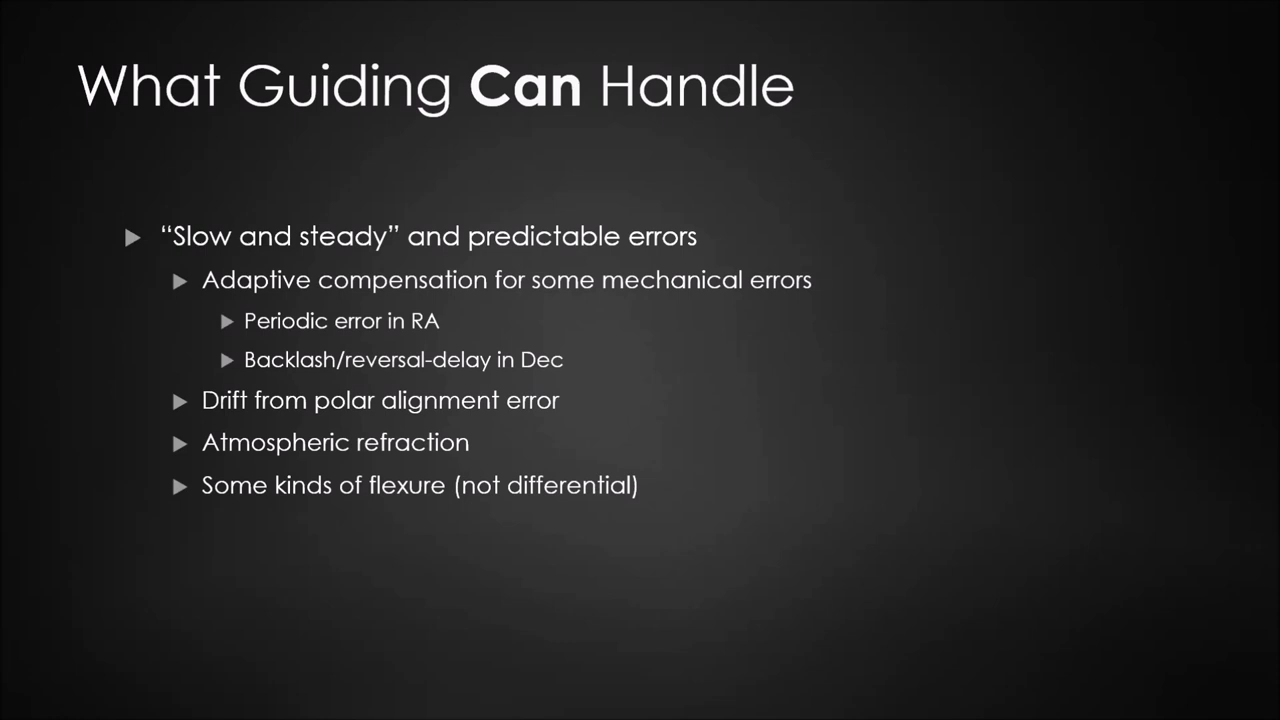 What Guiding Can Handle
“Slow and steady” and predictable errors
Adaptive compensation for some mechanical errors
Periodic error in RA
Backlash/reversal-delay in Dec
Drift from polar alignment error
Atmospheric refraction
Some kinds of flexure (not differential)